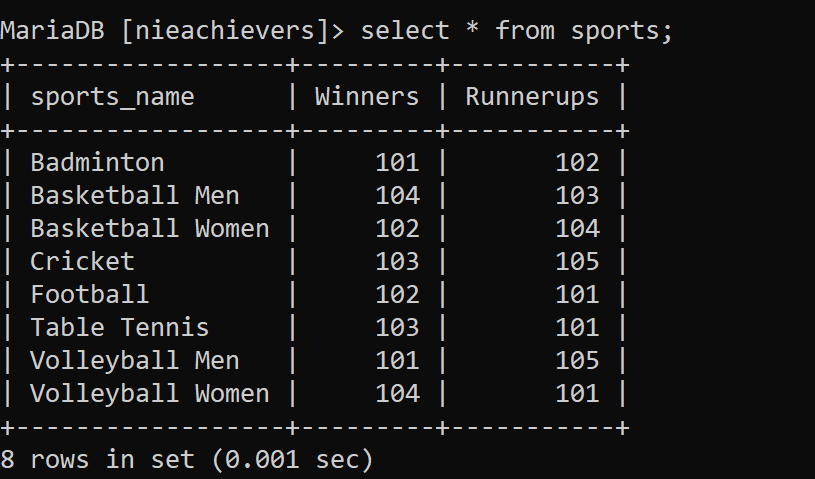 MariaDB [nieachievers]> select * from sports;
+------------------+---------+-----------+
| sports_name      | Winners | Runnerups |
+------------------+---------+-----------+
| Badminton        |     101 |       102 |
| Basketball Men   |     104 |       103 |
| Basketball Women |     102 |       104 |
| Cricket          |     103 |       105 |
| Football         |     102 |       101 |
| Table Tennis     |     103 |       101 |
| Volleyball Men   |     101 |       105 |
| Volleyball Women |     104 |       101 |
+------------------+---------+-----------+
8 rows in set (0.001 sec)